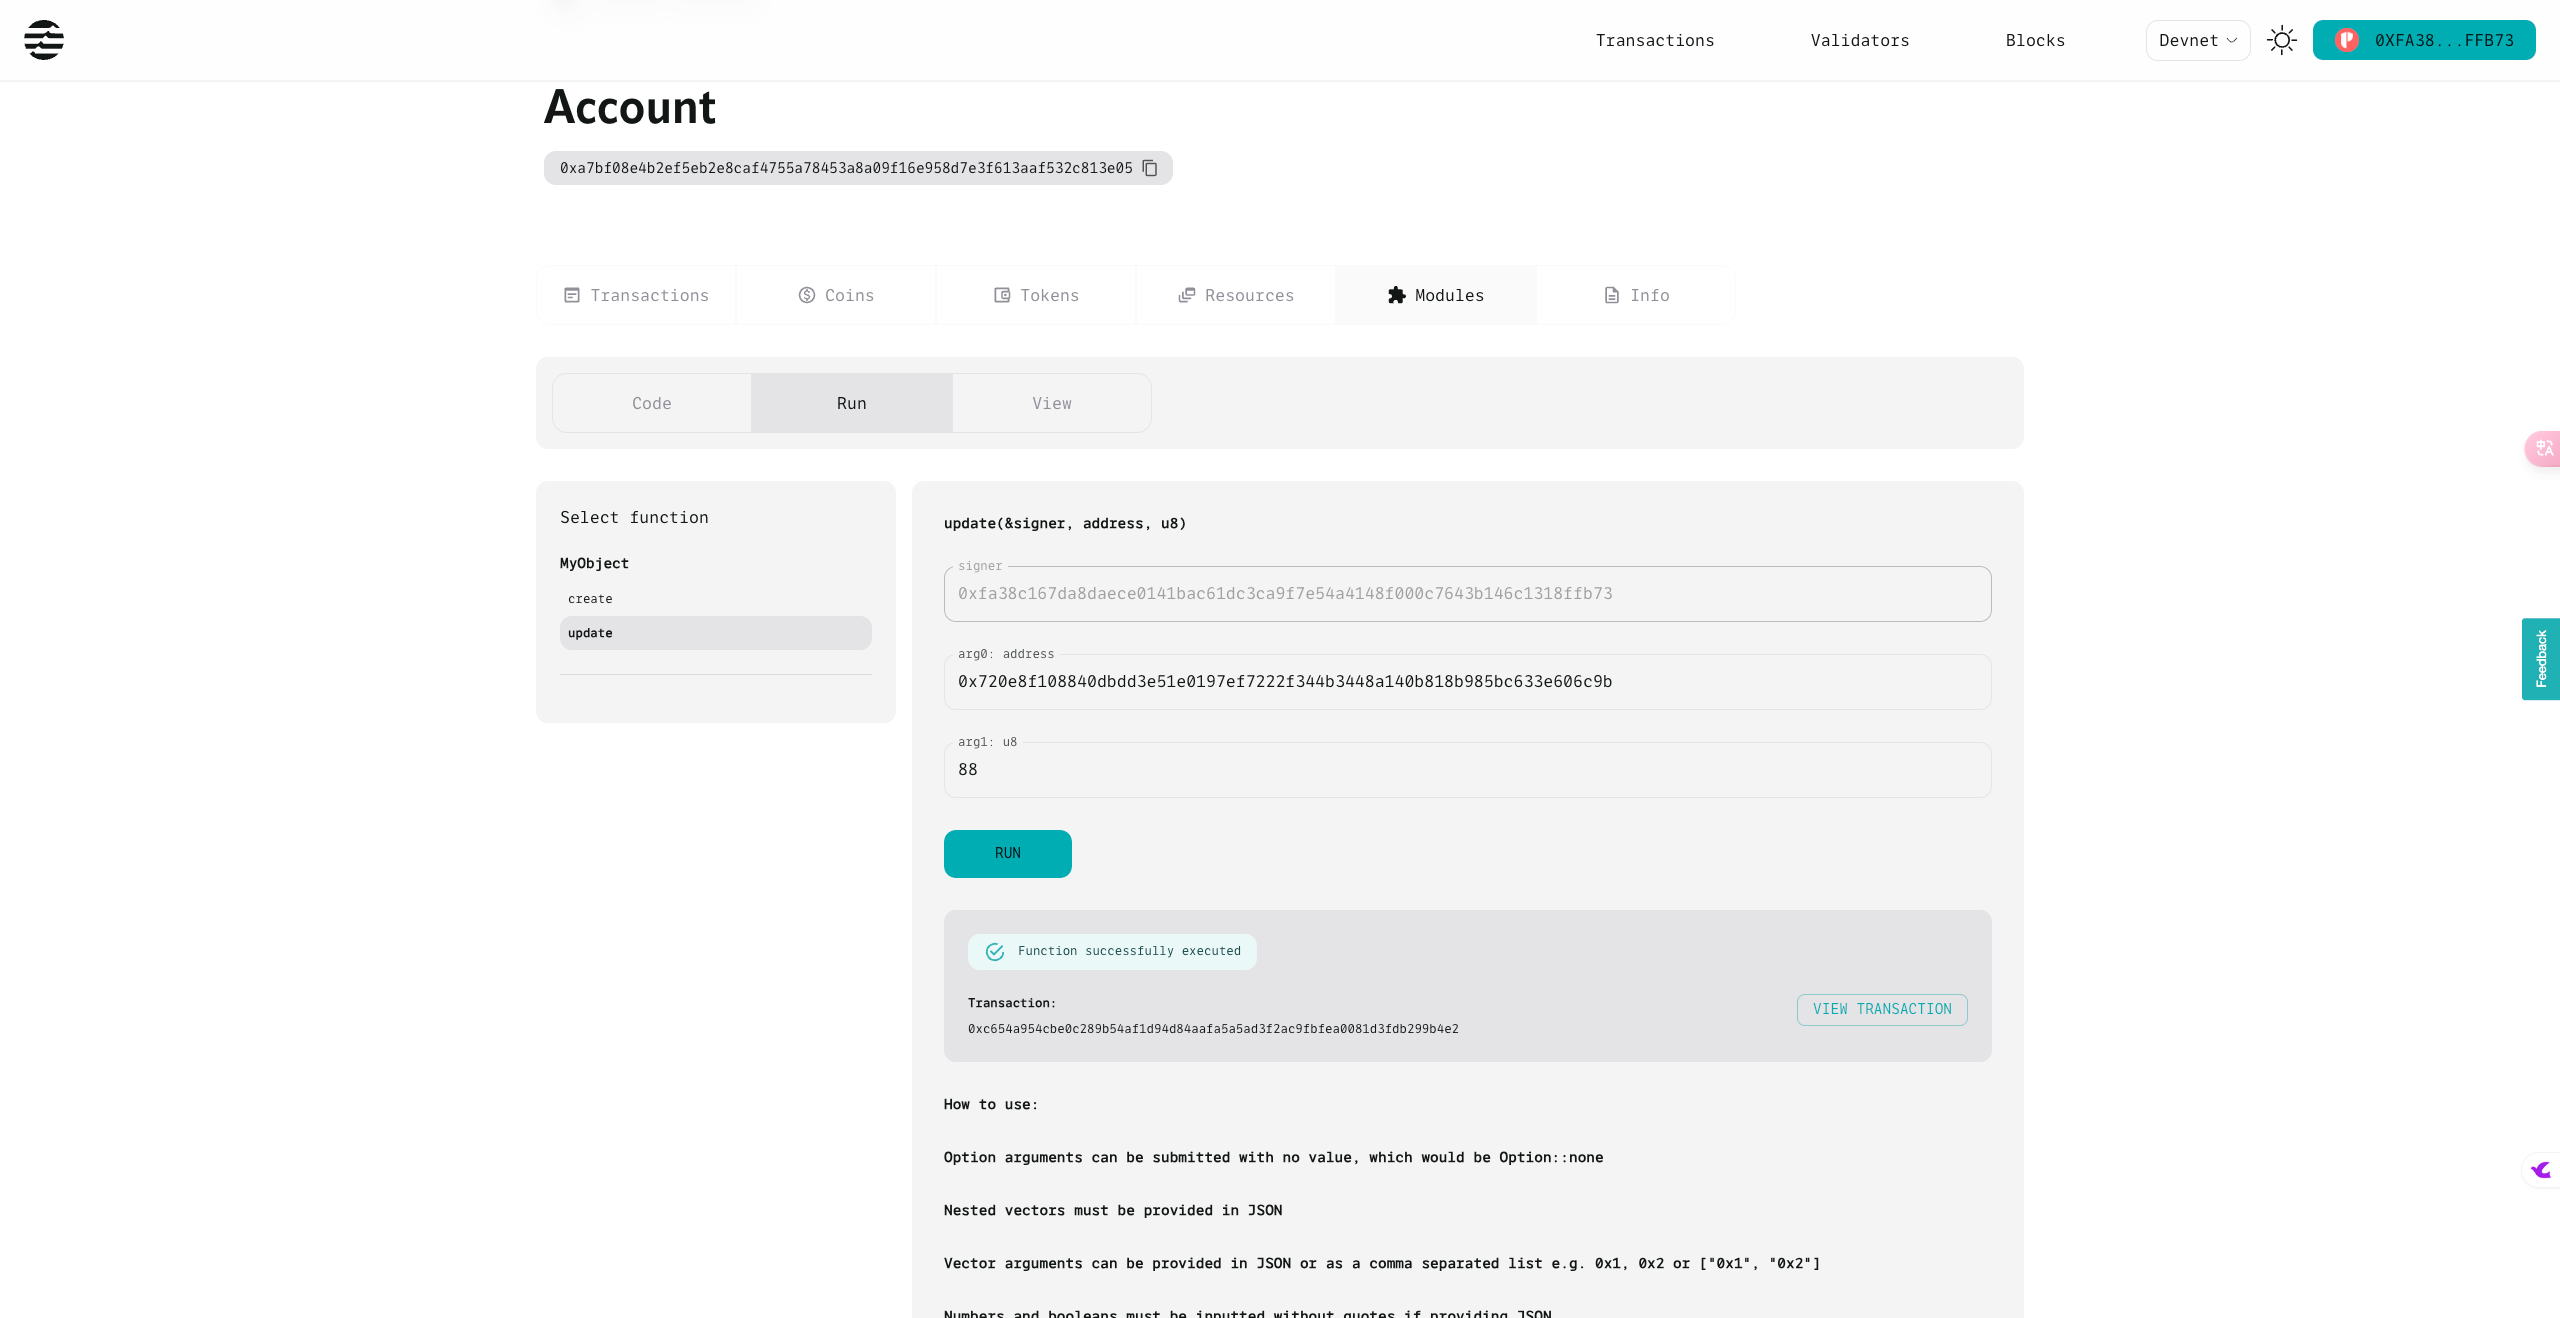 Transactions
Validators
Blocks
Devnet
0XFA38...FFB73
Account
0xa7bf08e4b2ef5eb2e8caf4755a78453a8a09f16e958d7e3f613aaf532c813e05
Transactions
Coins
Tokens
Resources
Modules
Info
Code
Run
View
Select function
MyObject
create
update
update(&signer, address, u8)
signer
0xfa38c167da8daece0141bac61dc3ca9f7e54a4148f000c7643b146c1318ffb73
arg0: address
0x720e8f108840dbdd3e51e0197ef7222f344b3448a140b818b985bc633e606c9b
arg1: u8
88
RUN
Function successfully executed
Transaction:
0xc654a954cbe0c289b54af1d94d84aafa5a5ad3f2ac9fbfea0081d3fdb299b4e2
VIEW TRANSACTION
How to use:
Option arguments can be submitted with no value, which would be Option::none
Nested vectors must be provided in JSON
Vector arguments can be provided in JSON or as a comma separated list e.g. 0x1, 0x2 or ["0x1", "0x2"]
Numbers and booleans must be inputted without quotes if providing JSON
Feedback